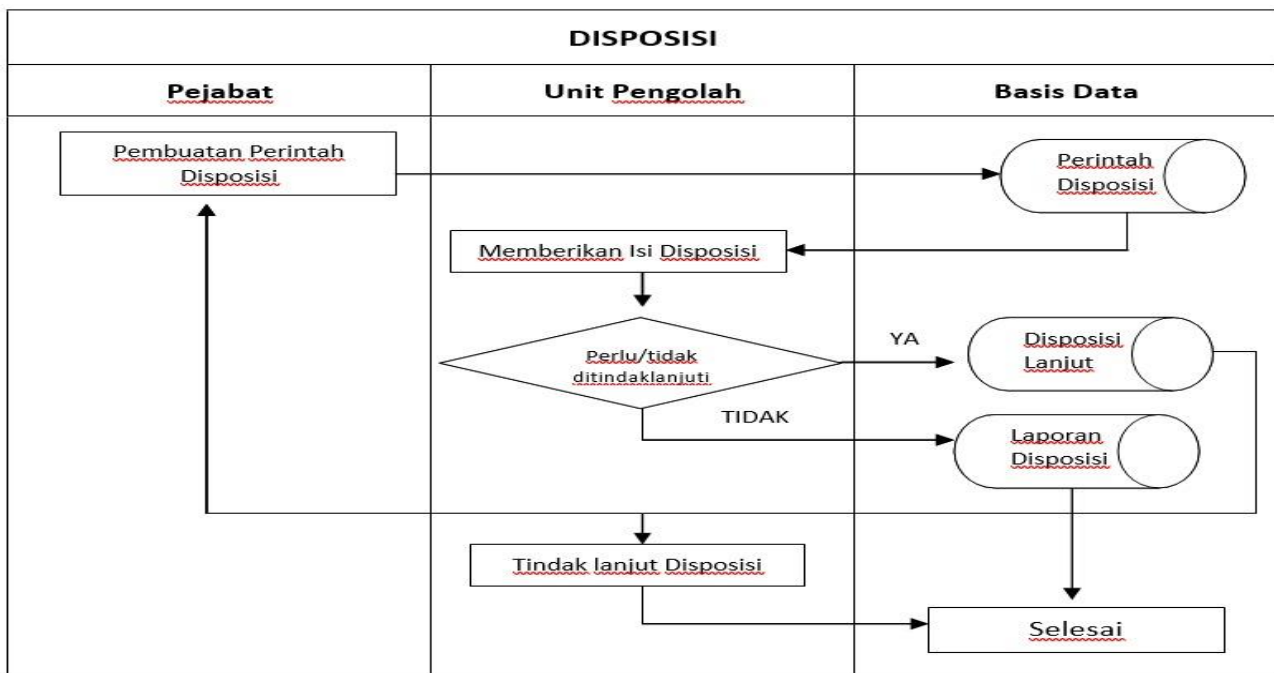 DISPOSISI
Pejabat
Unit Pengolah
Basis Data
Pembuatan Perintah
Disposisi
Perintah
Disposisi
Memberikan Isi Disposisi
Perlu/tidak
ditindaklanjuti
YA
Disposisi
Lanjut
TIDAK
Laporan
Disposisi
Tindak lanjut Disposisi
Selesai